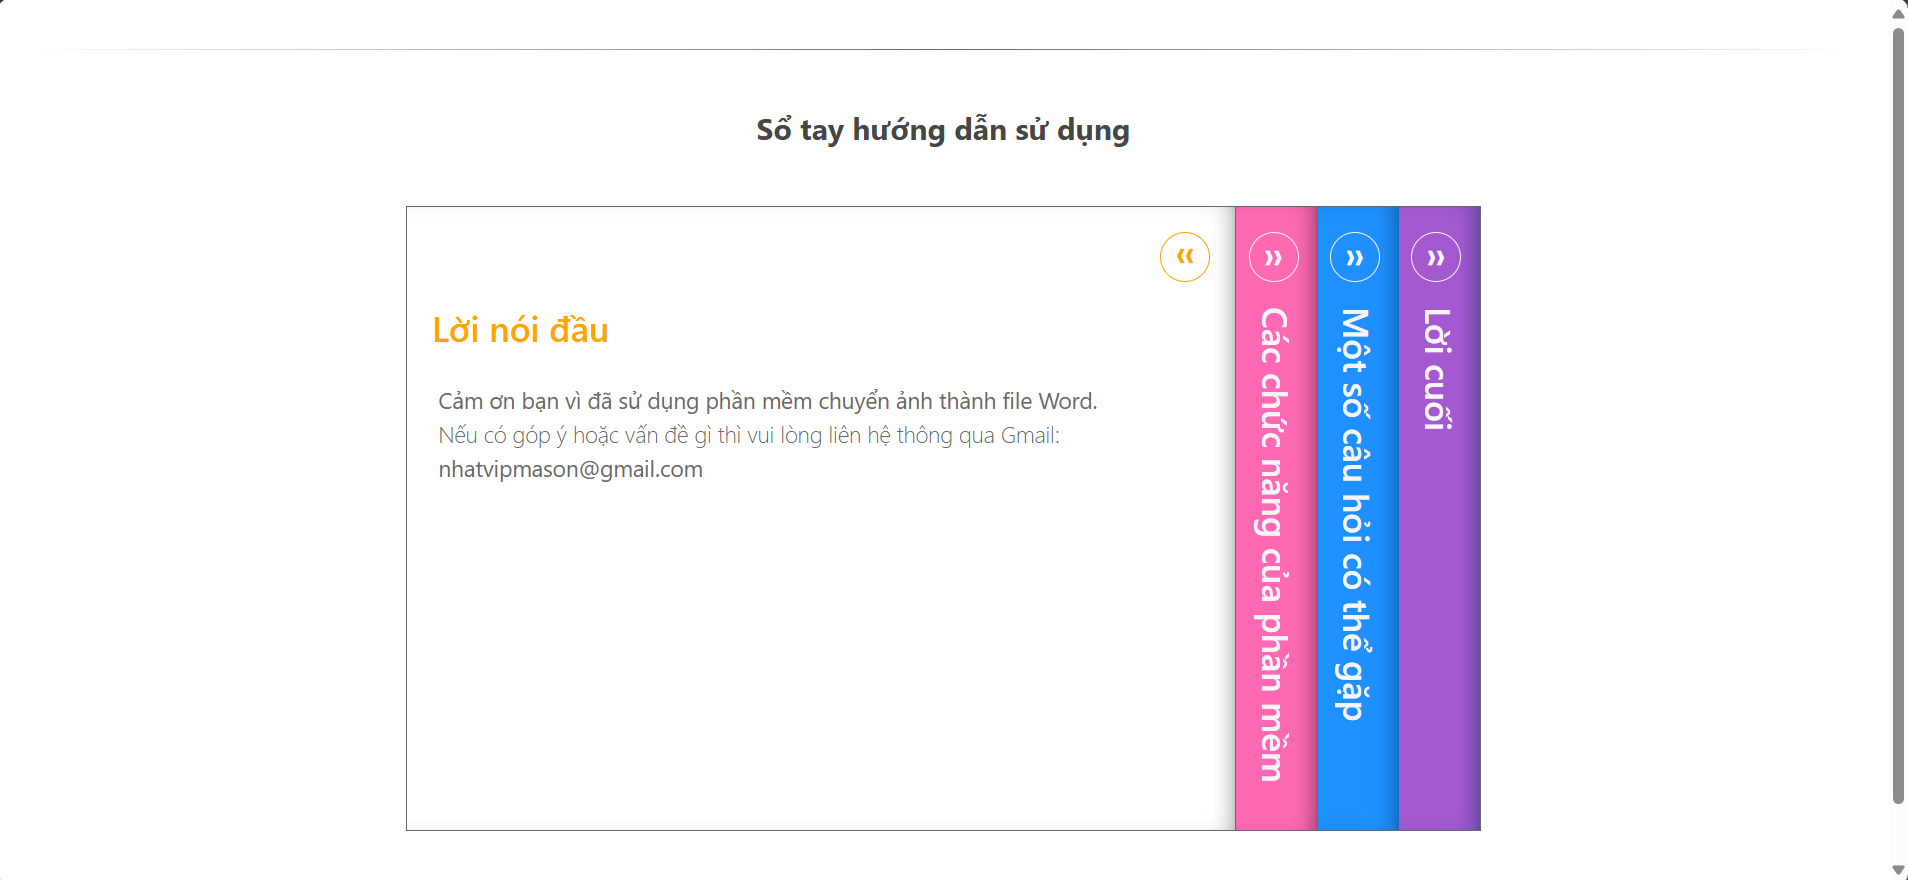 Sổ tay hướng dẫn sử dụng
Lời nói đầu
Cảm ơn bạn vì đã sử dụng phần mềm chuyển ảnh thành file Word.
Nếu có góp ý hoặc vấn đề gì thì vui lòng liên hệ thông qua Gmail:
nhatvipmason@gmail.com
Các chức năng của phần mềm
Một số câu hỏi có thể gặp
Lời cuối